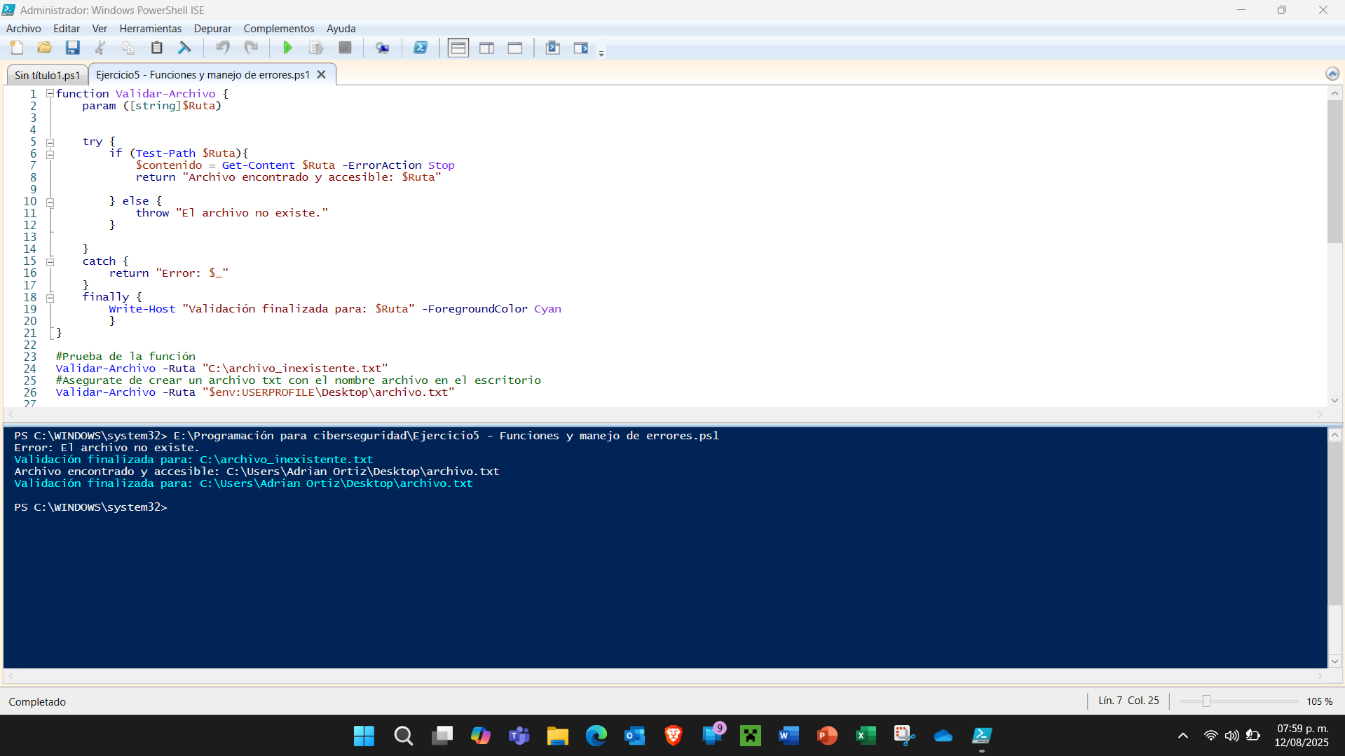 Administrador: Windows PowerShell ISE
Archivo Editar Ver Herramientas Depurar Complementos Ayuda
Sin título1.ps1 Ejercicio5 - Funciones y manejo de errores.ps1
1 function Validar-Archivo {
2 param ([string]$Ruta)
3
4
5 try {
6 if (Test-Path $Ruta){
7 $contenido = Get-Content $Ruta -ErrorAction Stop
8 return "Archivo encontrado y accesible: $Ruta"
9
10 } else {
11 throw "El archivo no existe."
12 }
13
14 }
15 catch {
16 return "Error: $_"
17 }
18 finally {
19 Write-Host "Validación finalizada para: $Ruta" -ForegroundColor Cyan
20 }
21 }
22
23 #Prueba de la función
24 Validar-Archivo -Ruta "C:\archivo_inexistente.txt"
25 #Asegurate de crear un archivo txt con el nombre archivo en el escritorio
26 Validar-Archivo -Ruta "$env:USERPROFILE\Desktop\archivo.txt"
27
PS C:\WINDOWS\system32> E:\Programación para ciberseguridad\Ejercicio5 - Funciones y manejo de errores.ps1
Error: El archivo no existe.
Validación finalizada para: C:\archivo_inexistente.txt
Archivo encontrado y accesible: C:\Users\Adrian Ortiz\Desktop\archivo.txt
Validación finalizada para: C:\Users\Adrian Ortiz\Desktop\archivo.txt
PS C:\WINDOWS\system32>
Completado
Lín. 7 Col. 25
105 %
9
07:59 p. m.
12/08/2025